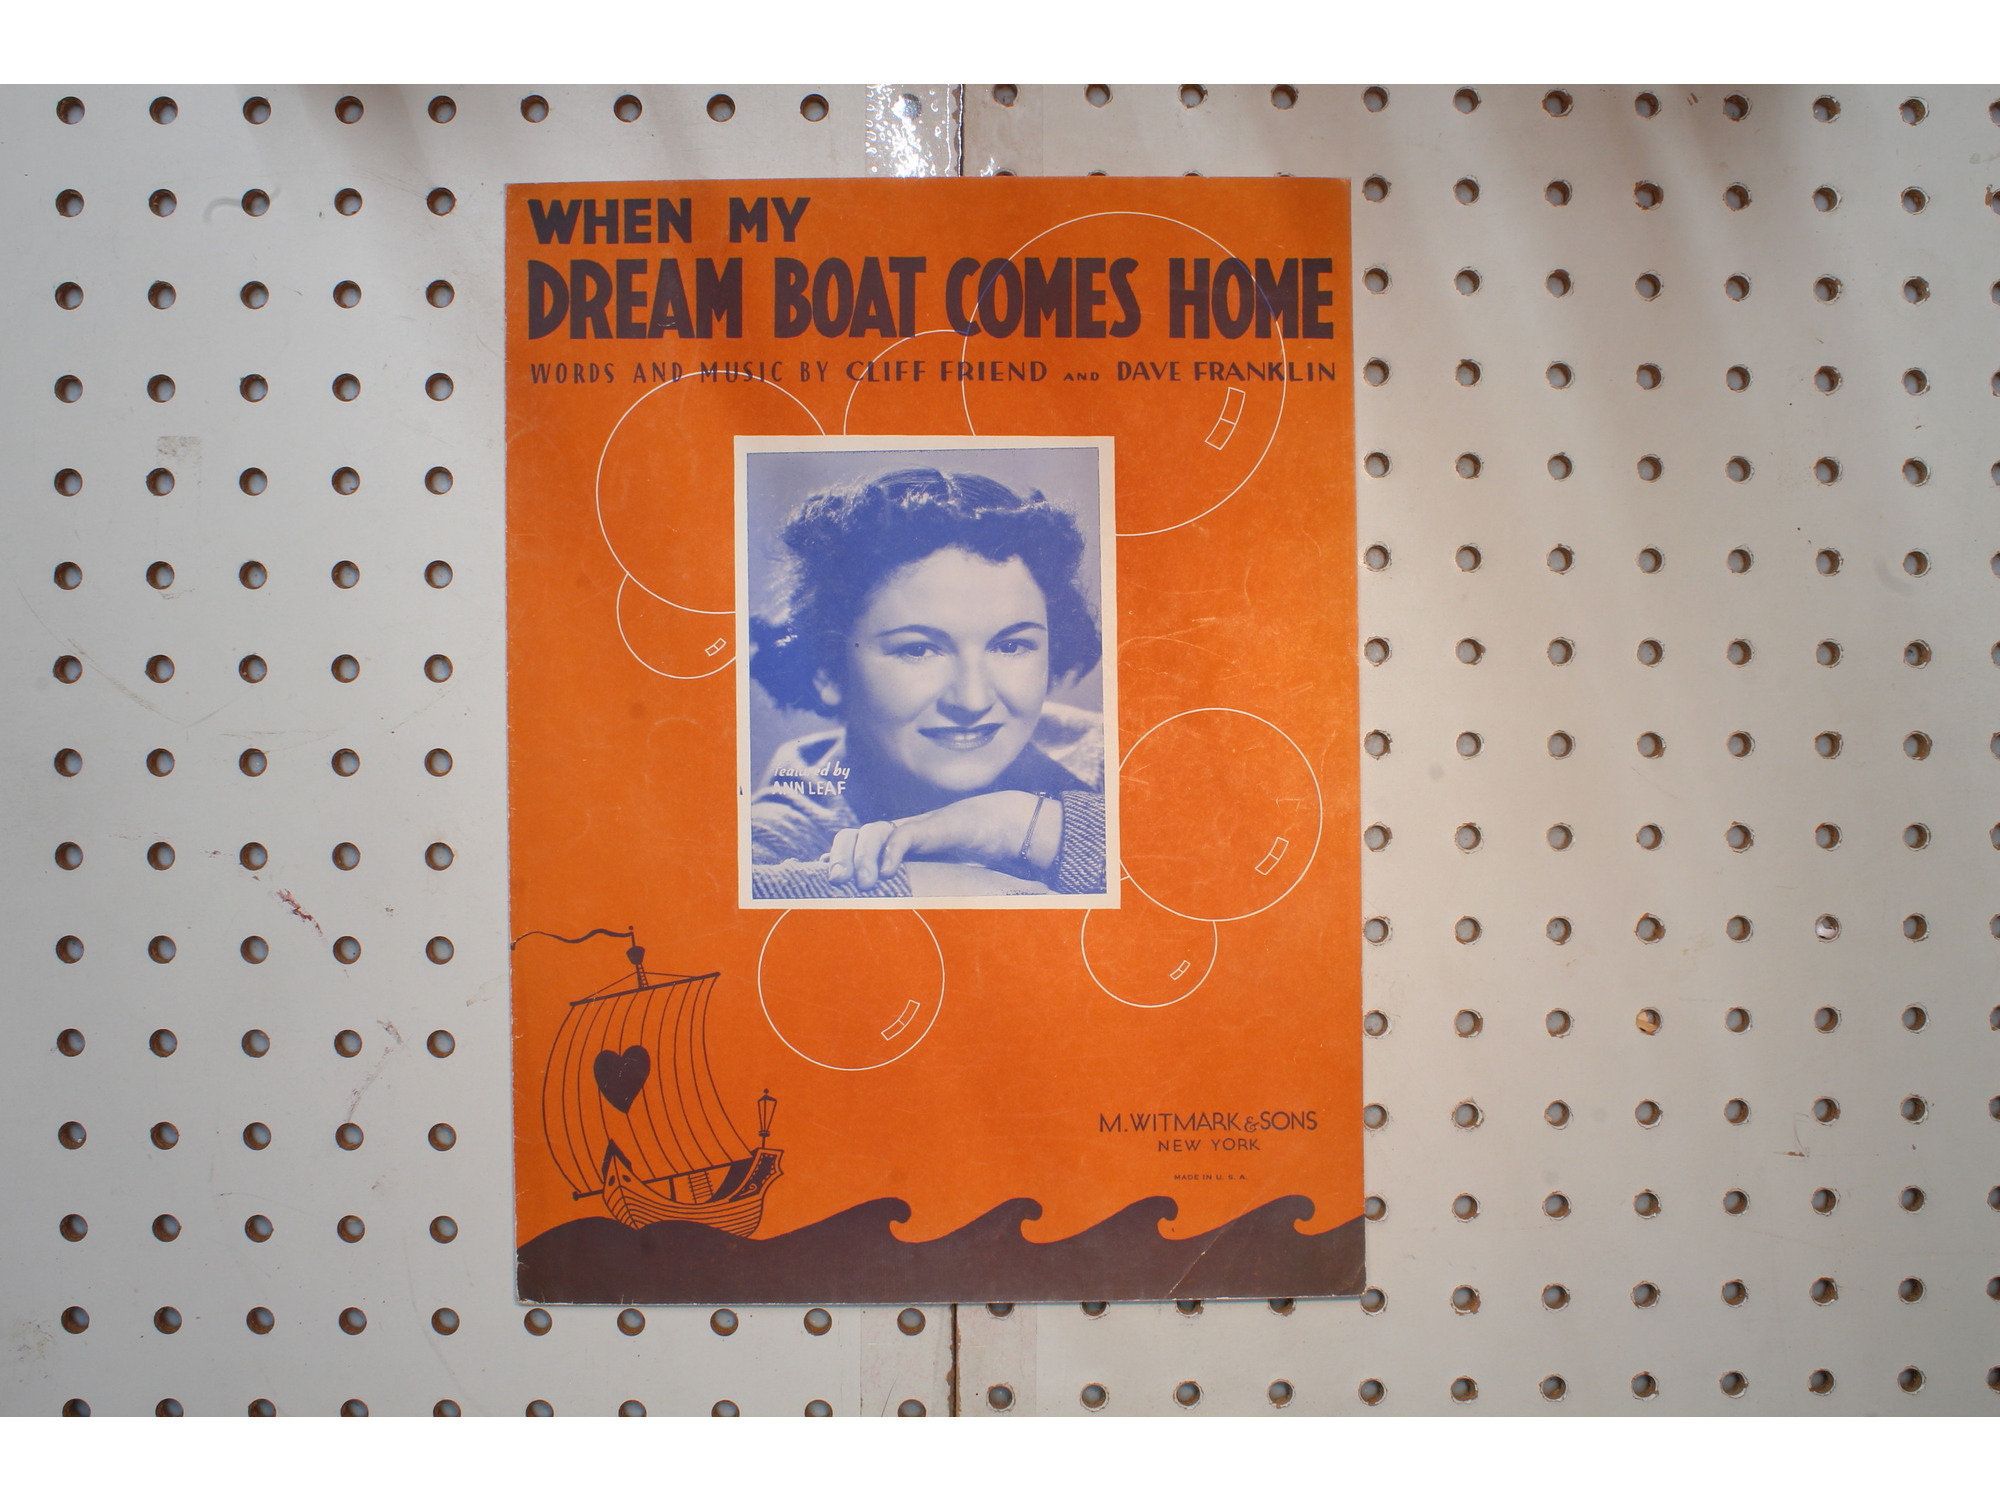 WHEN MY
DREAM BOAT COMES HOME
WORDS AND MUSIC BY CLIFF FRIEND AND DAVE FRANKLIN
featured by
ANN LEAF
M. WITMARK & SONS
NEW YORK
MADE IN U. S. A.